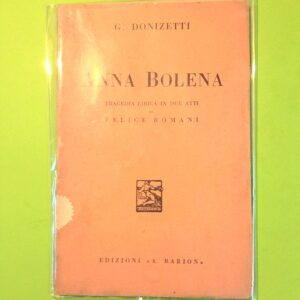 G. DONIZETTI
ANNA BOLENA
TRAGEDIA LIRICA IN DUE ATTI
DI
FELICE ROMANI
EDIZIONI «A. BARION»